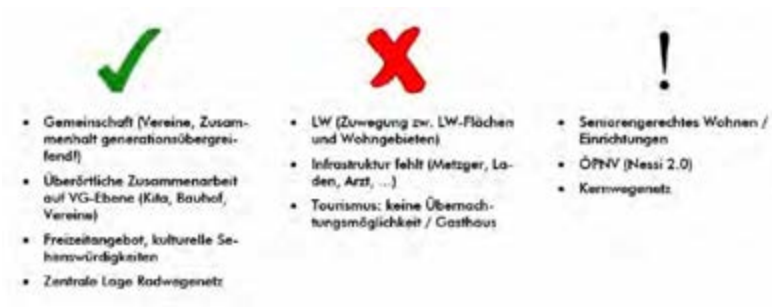 !
• Gemeinschaft (Vereine, Zusam-
menhalt generationsübergrei-
fend!)
• Überörtliche Zusammenarbeit
auf VG-Ebene (Kita, Bauhof,
Vereine)
• Freizeitangebot, kulturelle Se-
henswürdigkeiten
• Zentrale Lage Radwegenetz
• LW (Zuwegung zw. LW-Flächen
und Wohngebieten)
• Infrastruktur fehlt (Metzger, La-
den, Arzt, ...)
• Tourismus: keine Übernach-
tungsmöglichkeit / Gasthaus
• Seniorengerechtes Wohnen /
Einrichtungen
• ÖPNV (Nessi 2.0)
• Kernwegenetz